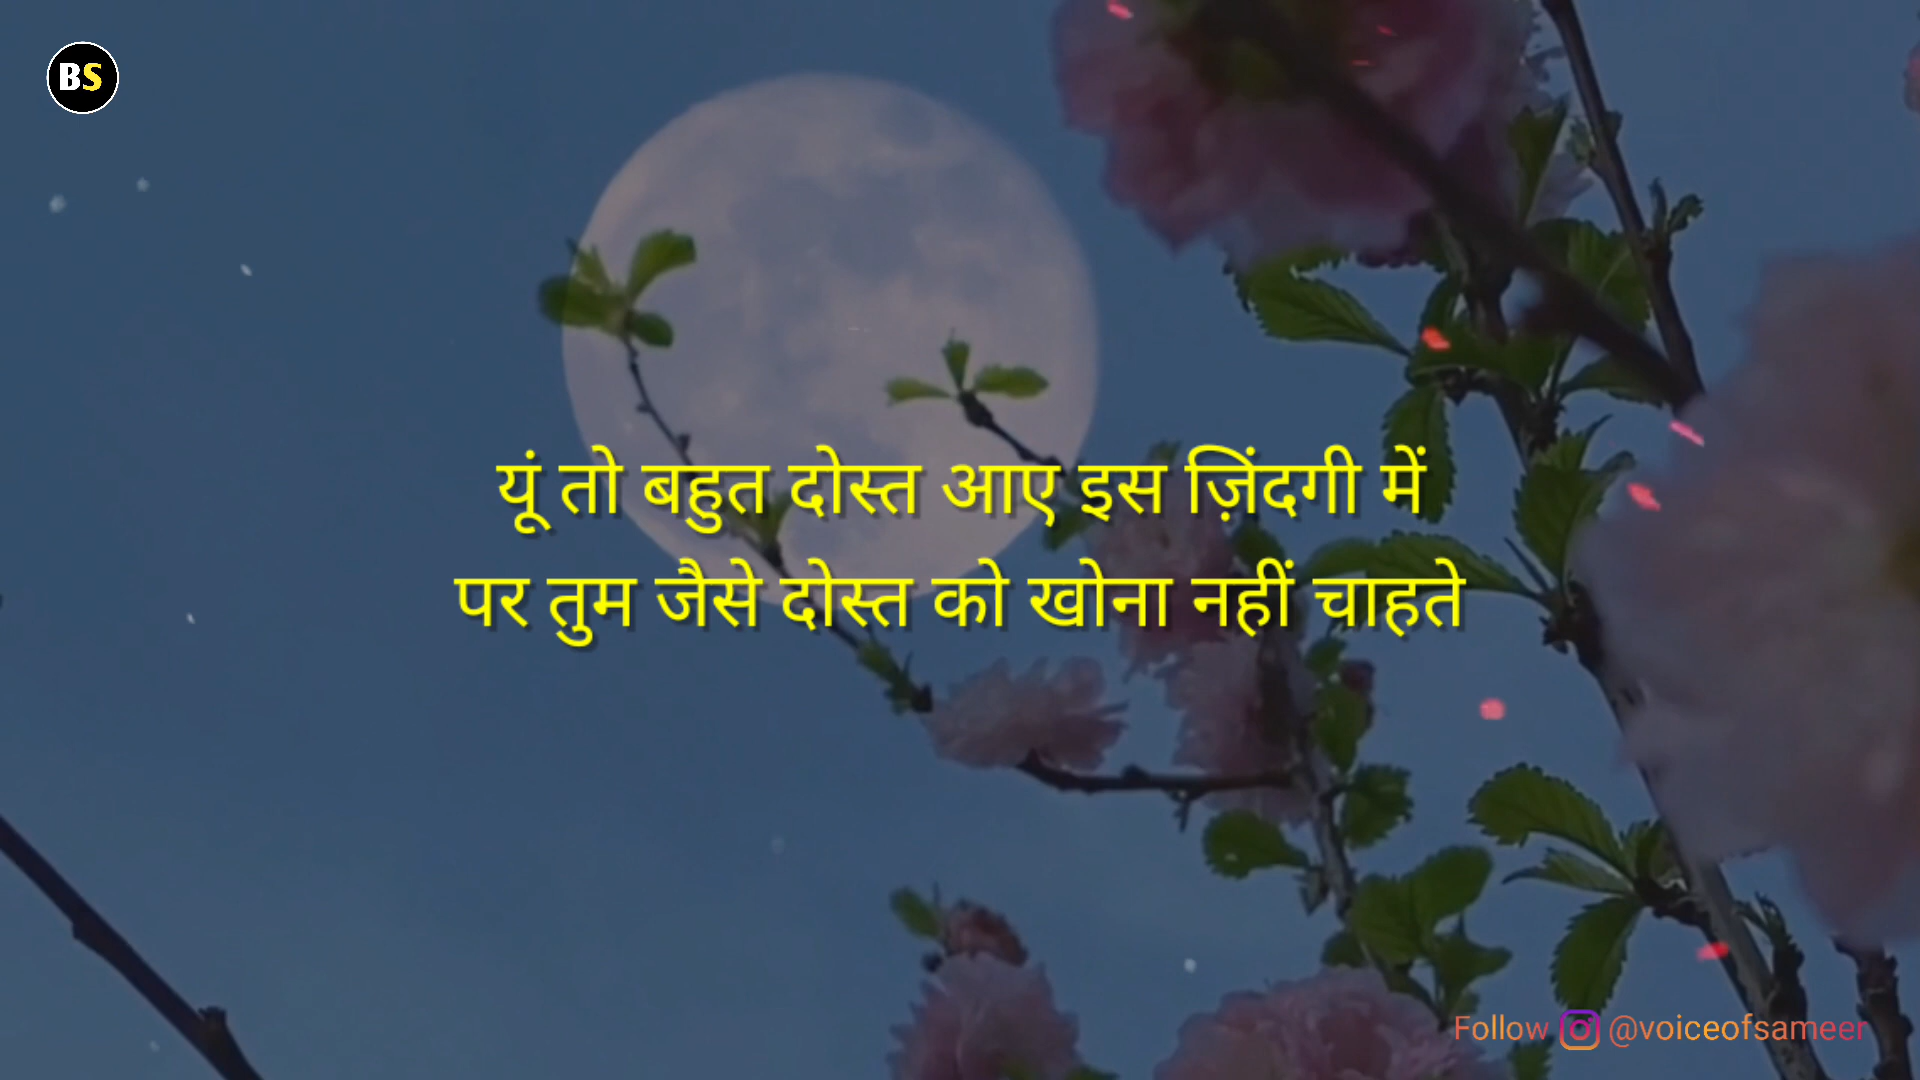 BS
यूं तो बहुत दोस्त आए इस ज़िंदगी में
पर तुम जैसे दोस्त को खोना नहीं चाहते
Follow @voiceofsameer